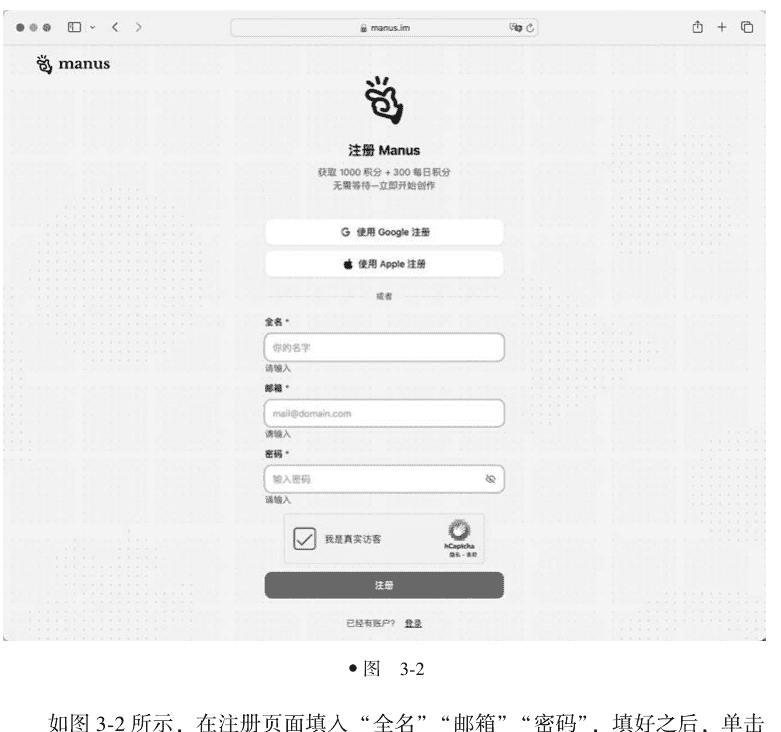 manus.im
manus
注册 Manus
获取 1000 积分 + 300 每日积分
无需等待—立即开始创作
G 使用 Google 注册
使用 Apple 注册
或者
全名 *
你的名字
请输入
邮箱 *
mail@domain.com
请输入
密码 *
输入密码
请输入
我是真实访客
hCaptcha
隐私 - 条款
注册
已经有账户? 登录
●图 3-2
如图 3-2 所示，在注册页面填入“全名”“邮箱”“密码”，填好之后，单击